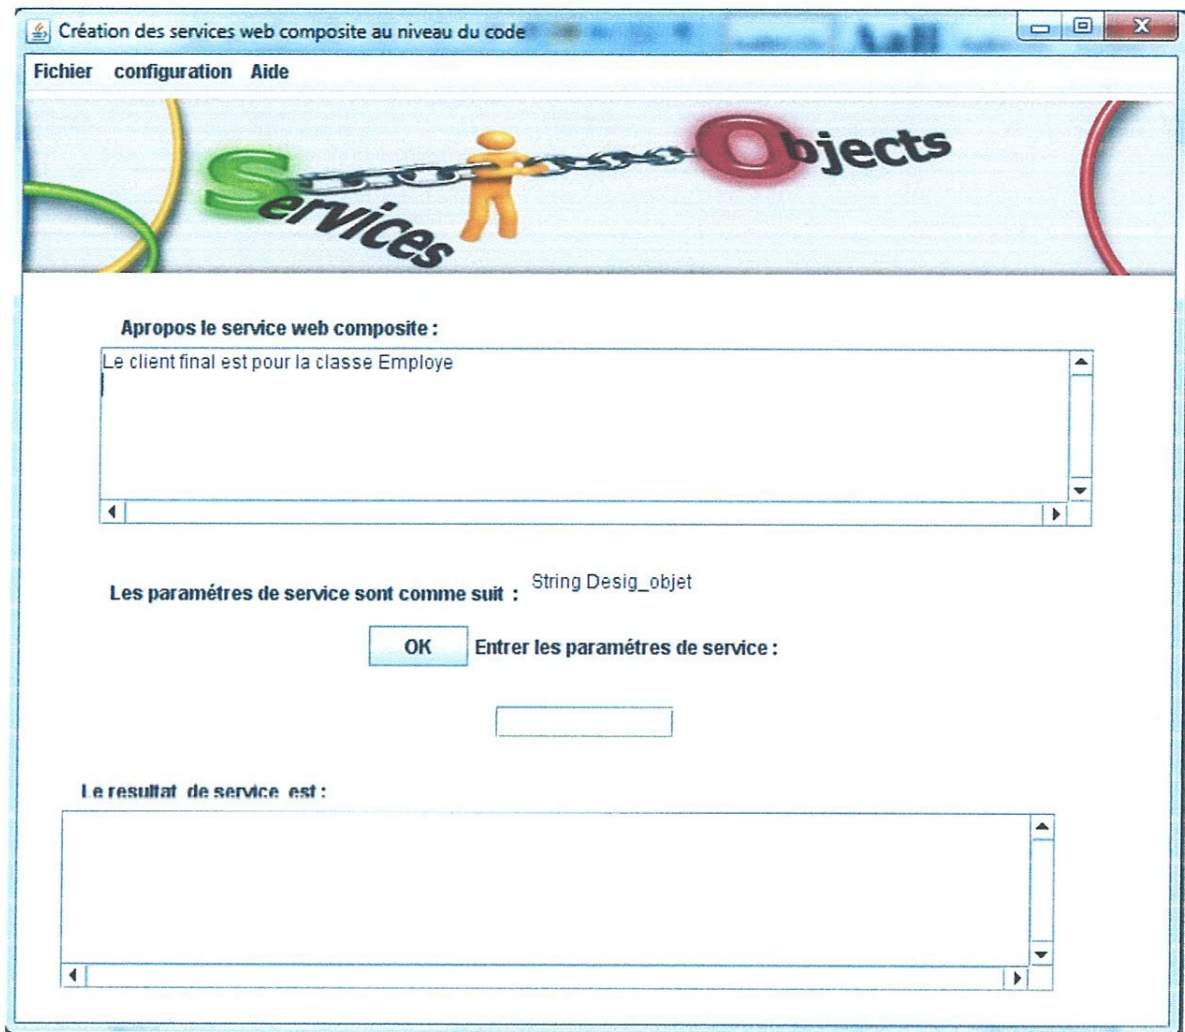 Création des services web composite au niveau du code
Fichier configuration Aide
Services Objects
Apropos le service web composite :
Le client final est pour la classe Employe
Les paramétres de service sont comme suit : String Desig_objet
OK Entrer les paramétres de service :
Le resultat de service est :